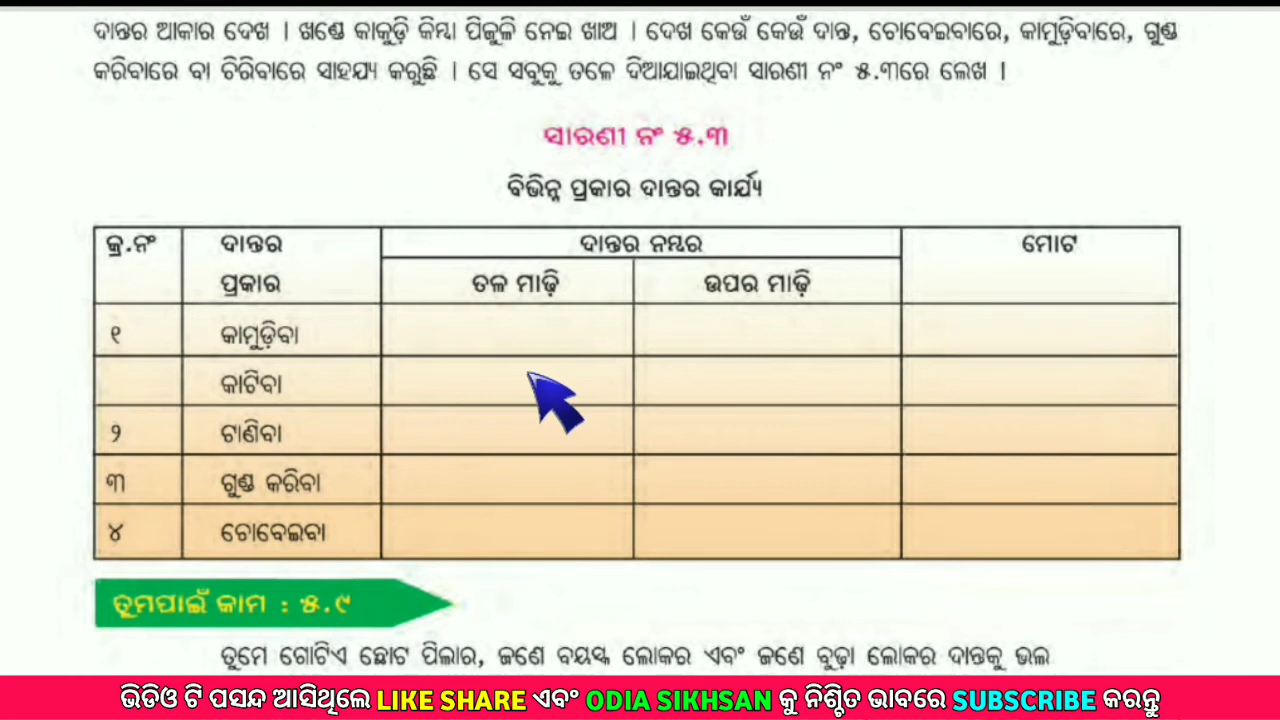 ଦାନ୍ତର ଆକାର ଦେଖ । ଖଣ୍ଡେ କାକୁଡ଼ି କିମ୍ବା ପିଜୁଳି ନେଇ ଖାଅ । ଦେଖ କେଉଁ କେଉଁ ଦାନ୍ତ, ଚୋବେଇବାରେ, କାମୁଡ଼ିବାରେ, ଗୁଣ୍ଡ
କରିବାରେ ବା ଚିରିବାରେ ସାହଯ୍ୟ କରୁଛି । ସେ ସବୁକୁ ତଳେ ଦିଆଯାଇଥିବା ସାରଣୀ ନଂ ୫.୩ରେ ଲେଖ ।
ସାରଣୀ ନଂ ୫.୩
ବିଭିନ୍ନ ପ୍ରକାର ଦାନ୍ତର କାର୍ଯ୍ୟ
କ୍ର.ନଂ ଦାନ୍ତର ଦାନ୍ତର ନମ୍ବର ମୋଟ
ପ୍ରକାର ତଳ ମାଢ଼ି ଉପର ମାଢ଼ି
୧ କାମୁଡ଼ିବା
କାଟିବା
୨ ଟାଣିବା
୩ ଗୁଣ୍ଡ କରିବା
୪ ଚୋବେଇବା
ତୁମପାଇଁ କାମ : ୫.୯
ତୁମେ ଗୋଟିଏ ଛୋଟ ପିଲାର, ଜଣେ ବୟସ୍କ ଲୋକର ଏବଂ ଜଣେ ବୁଢ଼ା ଲୋକର ଦାନ୍ତକୁ ଭଲ
ଭିଡିଓ ଟି ପସନ୍ଦ ଆସିଥିଲେ LIKE SHARE ଏବଂ ODIA SIKHSAN କୁ ନିଶ୍ଚିତ ଭାବରେ SUBSCRIBE କରନ୍ତୁ